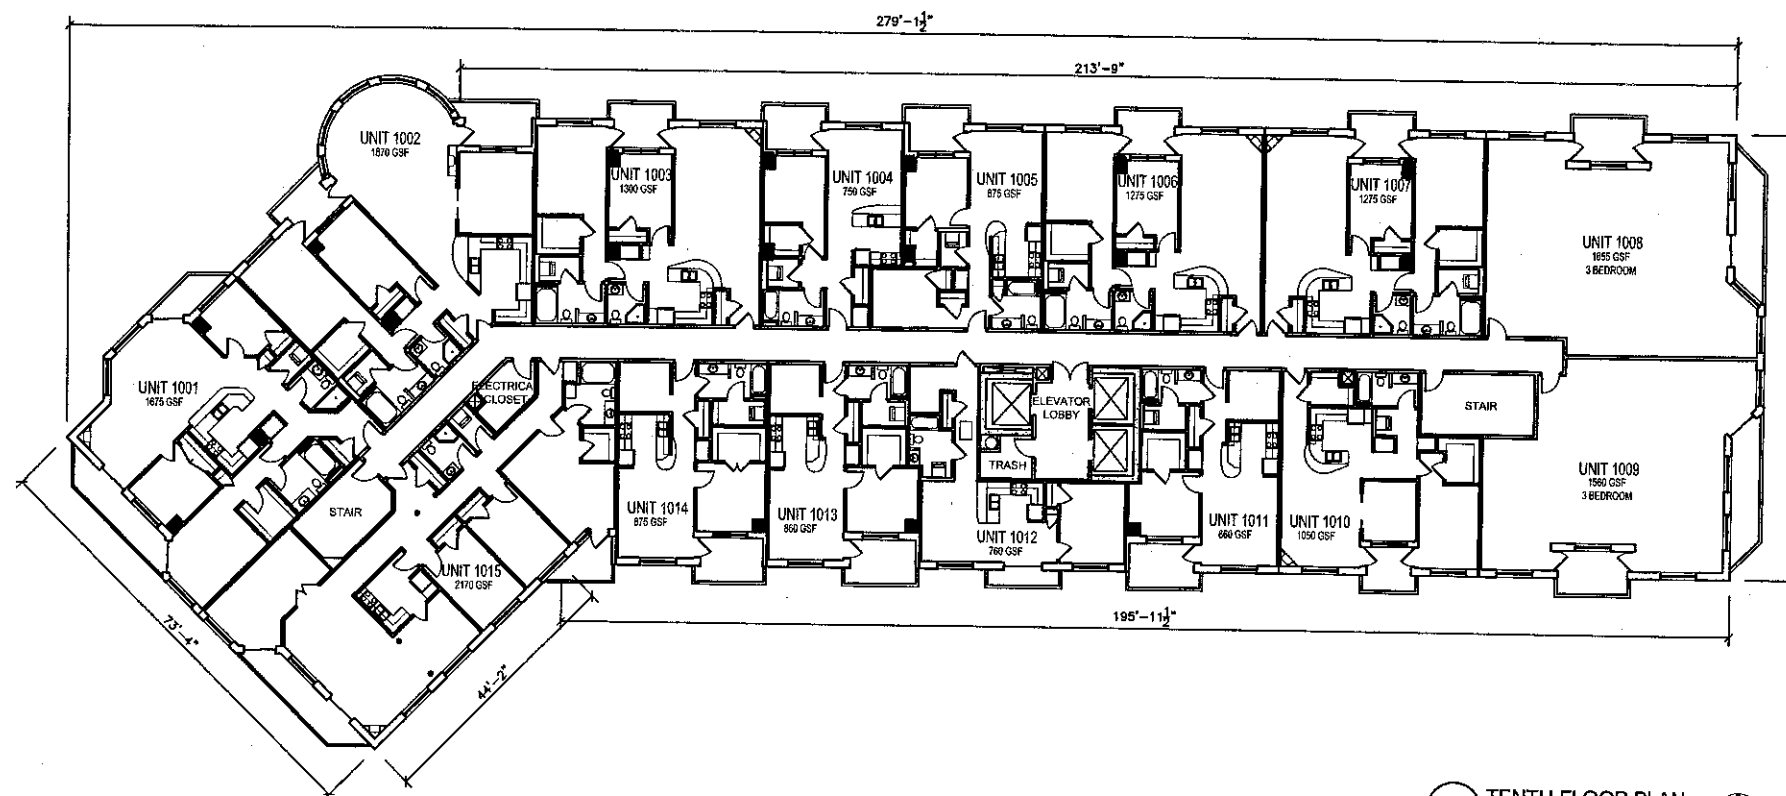 279'-1½"
213'-9"
UNIT 1002
1870 GSF
UNIT 1003
1300 GSF
UNIT 1004
750 GSF
UNIT 1005
875 GSF
UNIT 1006
1275 GSF
UNIT 1007
1275 GSF
UNIT 1008
1855 GSF
3 BEDROOM
UNIT 1001
1675 GSF
ELECTRICAL
CLOSET
ELEVATOR
LOBBY
TRASH
STAIR
UNIT 1009
1560 GSF
3 BEDROOM
STAIR
UNIT 1015
2170 GSF
UNIT 1014
875 GSF
UNIT 1013
860 GSF
UNIT 1012
760 GSF
UNIT 1011
860 GSF
UNIT 1010
1050 GSF
73'-4"
44'-2"
195'-11½"
TENTH FLOOR PLAN